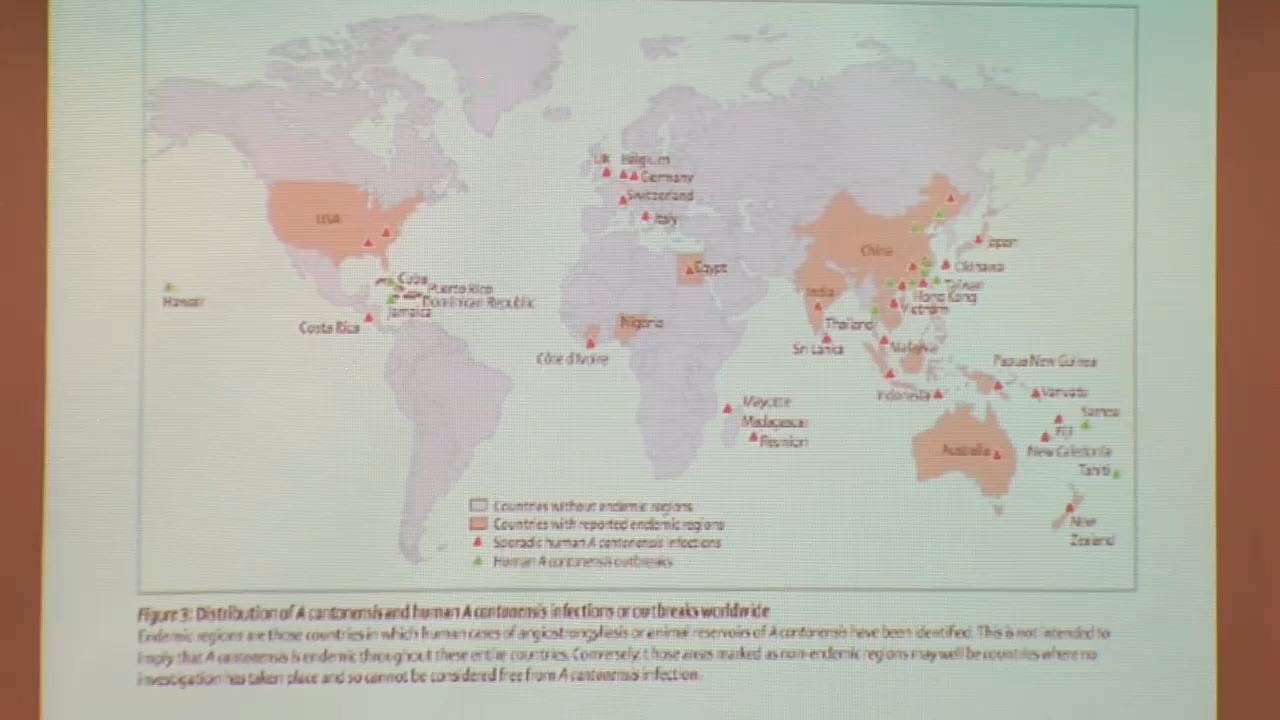 UK Belgium
Germany
Switzerland
Italy
USA
Egypt
China
Japan
Okinawa
Taiwan
Hong Kong
Vietnam
India
Thailand
Sri Lanka
Malaysia
Indonesia
Papua New Guinea
Vanuatu
Samoa
Fiji
New Caledonia
Tahiti
Australia
New
Zealand
Hawaii
Cuba
Puerto Rico
Dominican Republic
Jamaica
Costa Rica
Nigeria
Côte d'Ivoire
Mayotte
Madagascar
Réunion
Countries without endemic regions
Countries with reported endemic regions
Sporadic human A cantonensis infections
Human A cantonensis outbreaks
Figure 3: Distribution of A cantonensis and human A cantonensis infections or outbreaks worldwide
Endemic regions are those countries in which human cases of angiostrongyliasis or animal reservoirs of A cantonensis have been identified. This is not intended to
imply that A cantonensis is endemic throughout these entire countries. Conversely, those areas marked as non-endemic regions may well be countries where no
investigation has taken place and so cannot be considered free from A cantonensis infection.